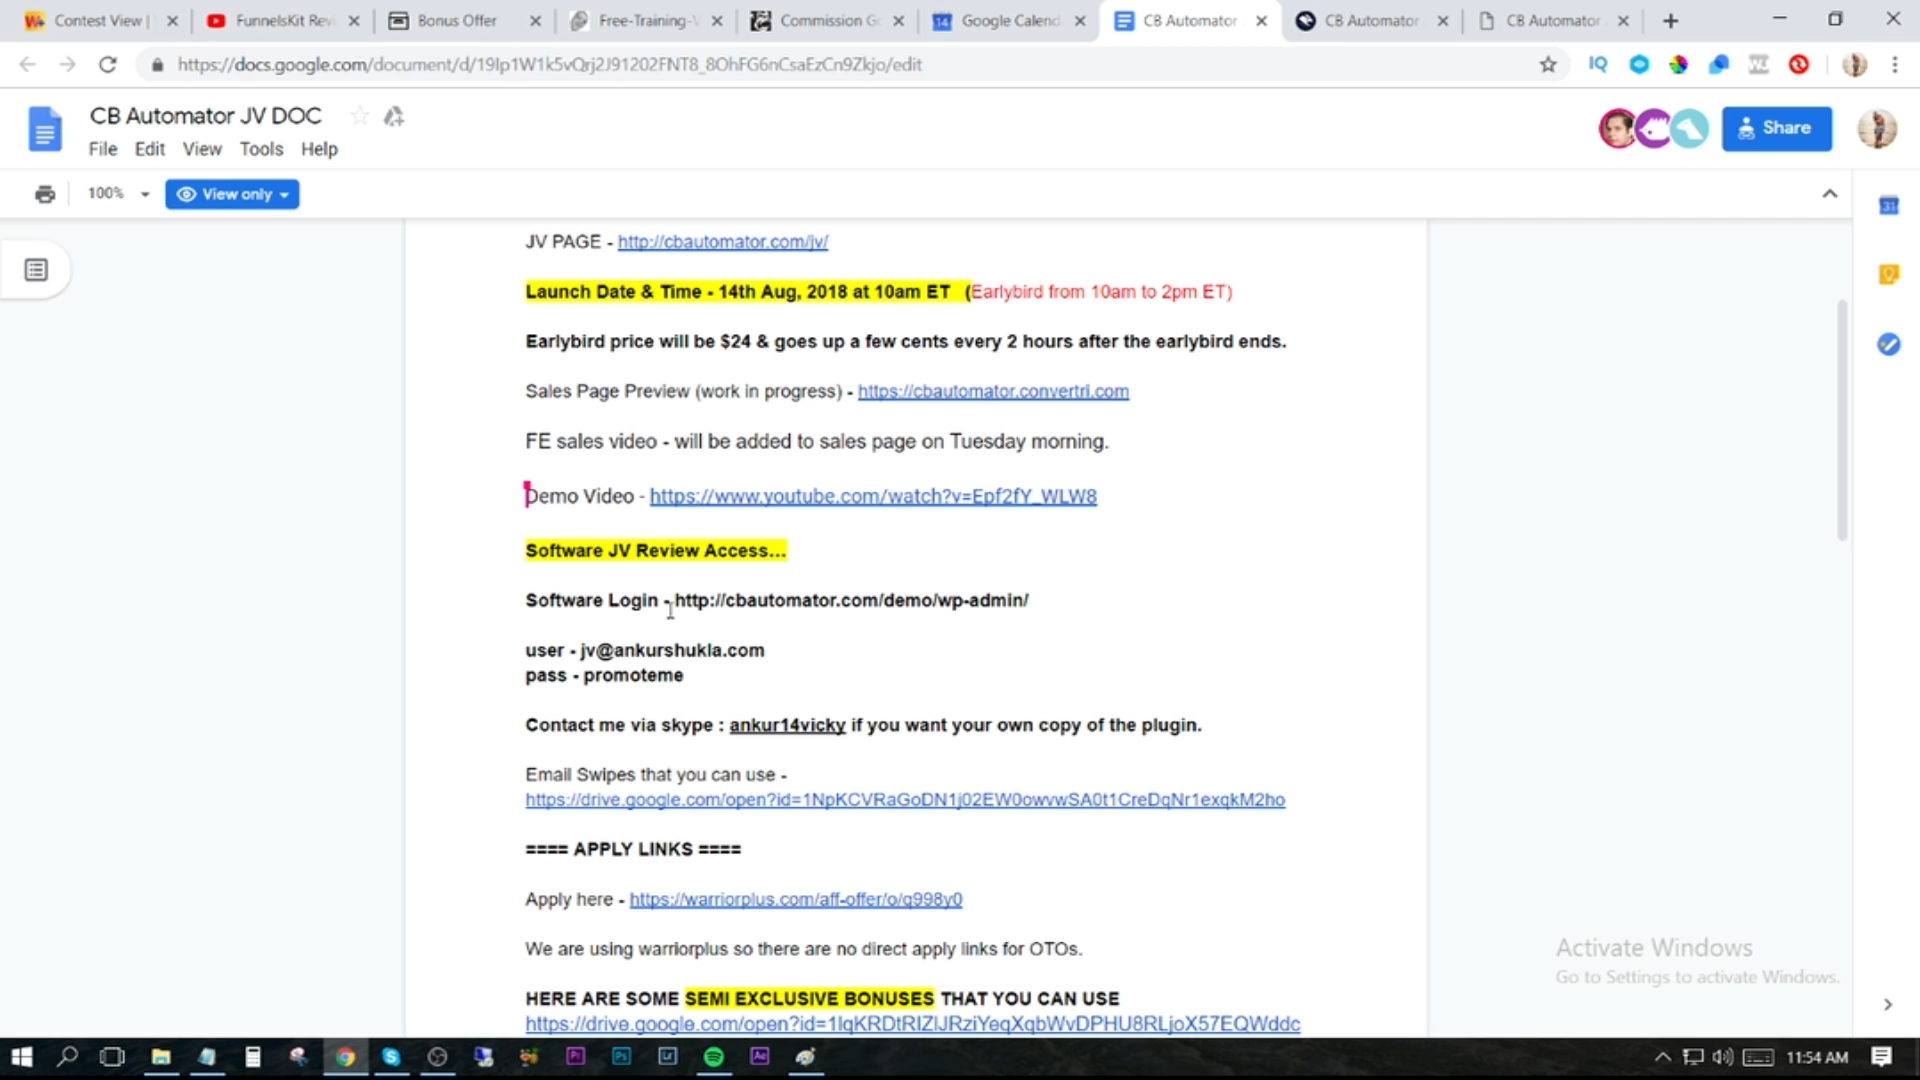 Contest View |
FunnelsKit Rev
Bonus Offer
Free-Training-V
Commission G
Google Calend
CB Automator
CB Automator
CB Automator
https://docs.google.com/document/d/19Ip1W1k5vQrj2J91202FNT8_8OhFG6nCsaEzCn9Zkjo/edit
CB Automator JV DOC
File Edit View Tools Help
Share
100%
View only
JV PAGE - http://cbautomator.com/jv/
Launch Date & Time - 14th Aug, 2018 at 10am ET (Earlybird from 10am to 2pm ET)
Earlybird price will be $24 & goes up a few cents every 2 hours after the earlybird ends.
Sales Page Preview (work in progress) - https://cbautomator.convertri.com
FE sales video - will be added to sales page on Tuesday morning.
Demo Video - https://www.youtube.com/watch?v=Epf2fY_WLW8
Software JV Review Access...
Software Login - http://cbautomator.com/demo/wp-admin/
user - jv@ankurshukla.com
pass - promoteme
Contact me via skype : ankur14vicky if you want your own copy of the plugin.
Email Swipes that you can use -
https://drive.google.com/open?id=1NpKCVRaGoDN1j02EW0owvwSA0t1CreDqNr1exqkM2ho
==== APPLY LINKS ====
Apply here - https://warriorplus.com/aff-offer/o/q998y0
We are using warriorplus so there are no direct apply links for OTOs.
HERE ARE SOME SEMI EXCLUSIVE BONUSES THAT YOU CAN USE
https://drive.google.com/open?id=1IqKRDtRIZlJRziYeqXqbWvDPHU8RLjoX57EQWddc
Activate Windows
Go to Settings to activate Windows.
11:54 AM